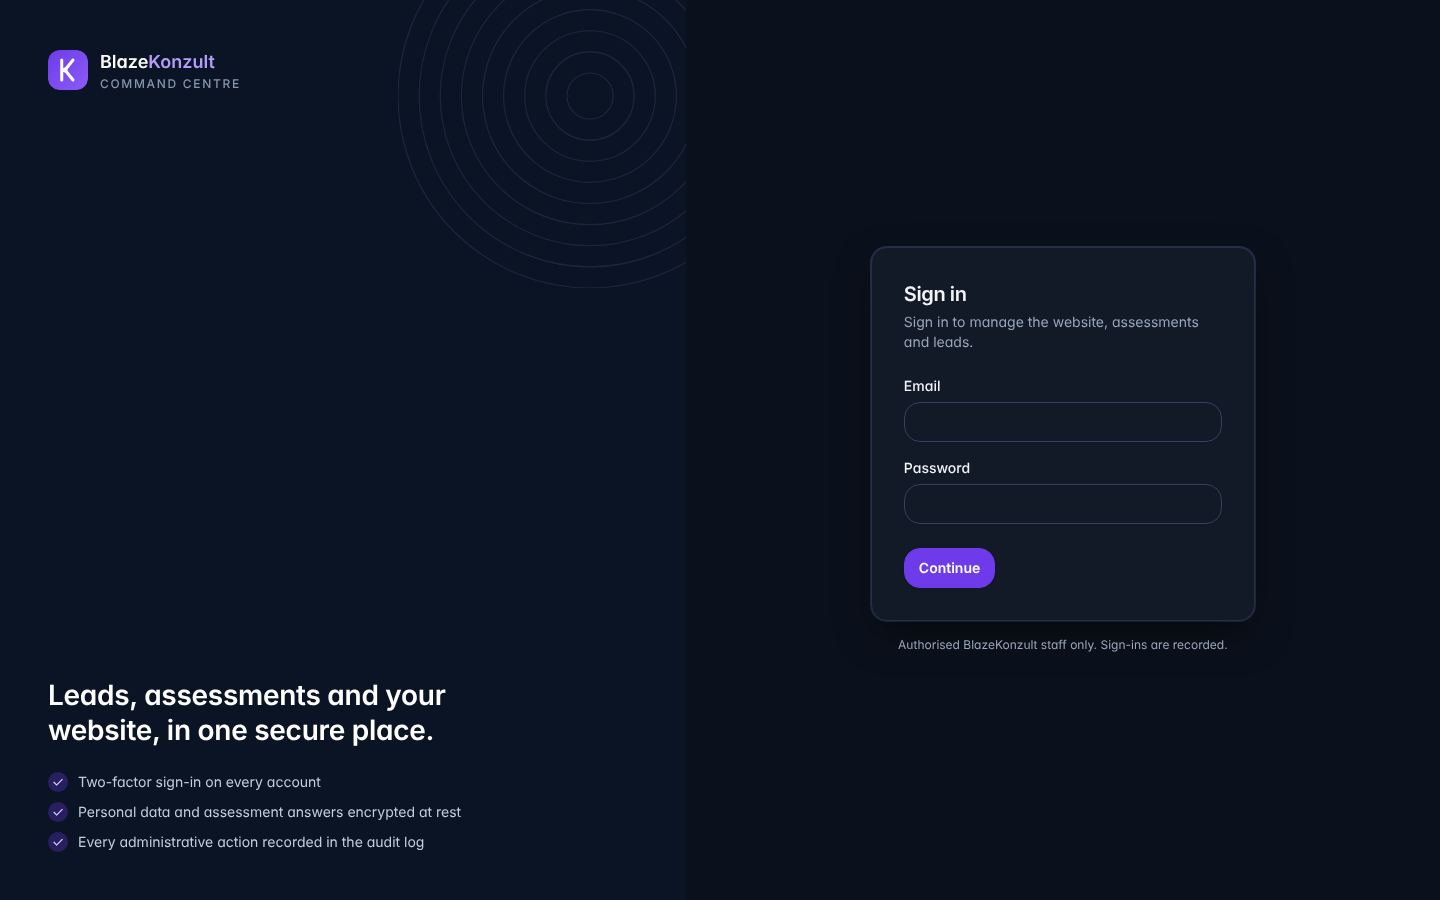 BlazeKonzult
COMMAND CENTRE
Leads, assessments and your
website, in one secure place.
Two-factor sign-in on every account
Personal data and assessment answers encrypted at rest
Every administrative action recorded in the audit log
Sign in
Sign in to manage the website, assessments
and leads.
Email
Password
Continue
Authorised BlazeKonzult staff only. Sign-ins are recorded.